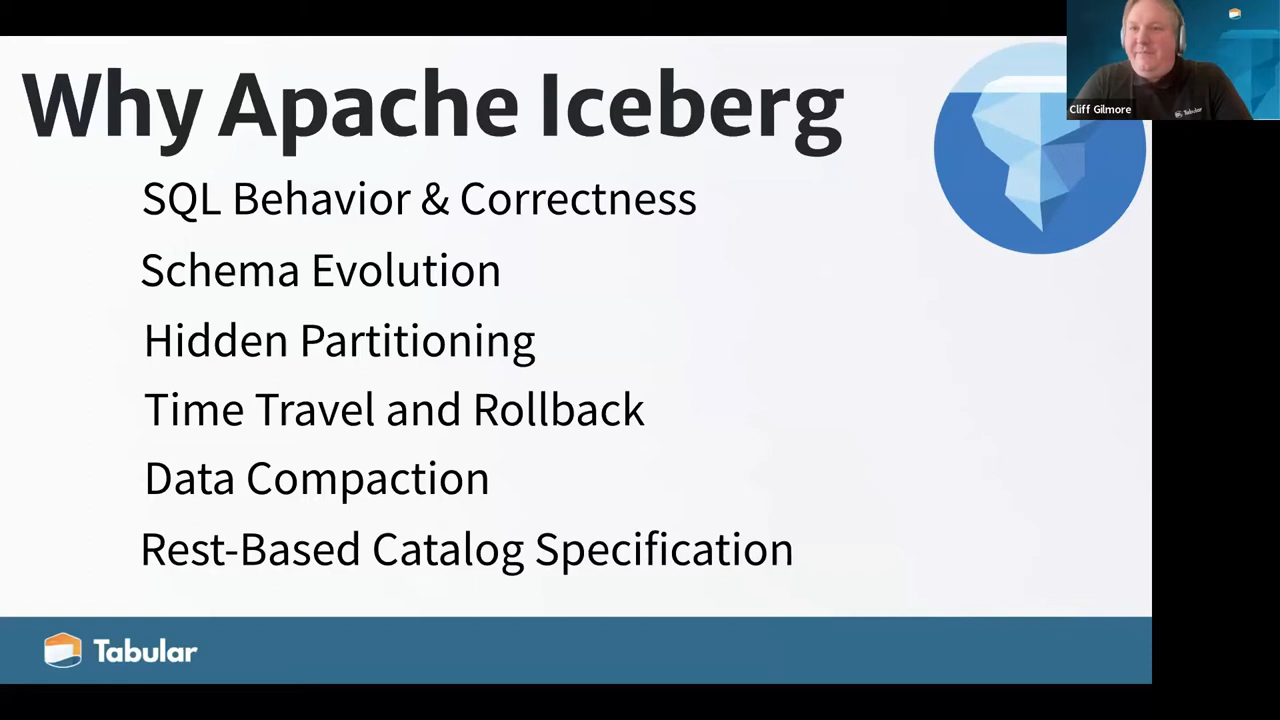 Why Apache Iceberg
SQL Behavior & Correctness
Schema Evolution
Hidden Partitioning
Time Travel and Rollback
Data Compaction
Rest-Based Catalog Specification
Tabular
Cliff Gilmore
Tabular